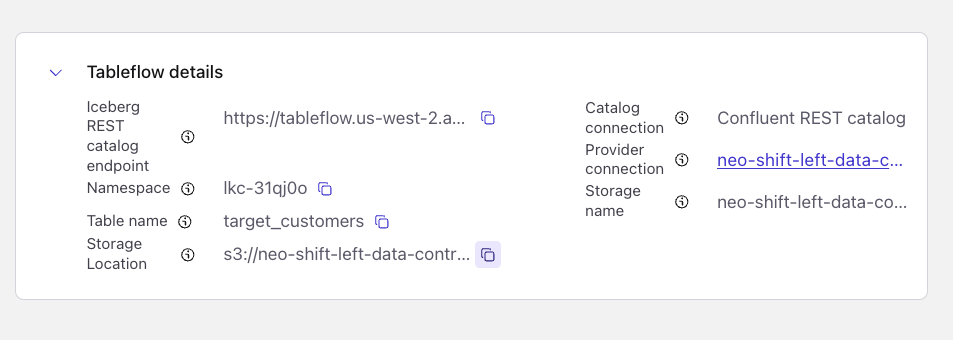 Tableflow details
Iceberg
REST
catalog
endpoint
https://tableflow.us-west-2.a...
Namespace
lkc-31qj0o
Table name
target_customers
Storage
Location
s3://neo-shift-left-data-contr...
Catalog
connection
Confluent REST catalog
Provider
connection
neo-shift-left-data-c...
Storage
name
neo-shift-left-data-co...